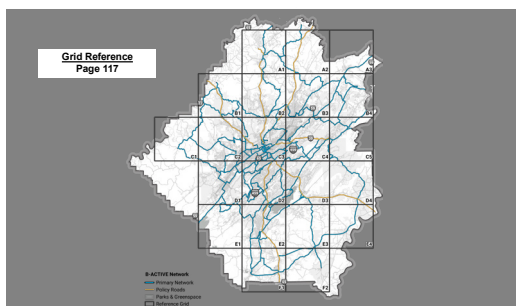 Grid Reference
Page 117
A1 A2 A3
B1 B2 B3 B4
C1 C2 C3 C4 C5
D1 D2 D3 D4
E1 E2 E3
F1 F2
B-ACTIVE Network
Primary Network
Policy Roads
Parks & Greenspace
Reference Grid